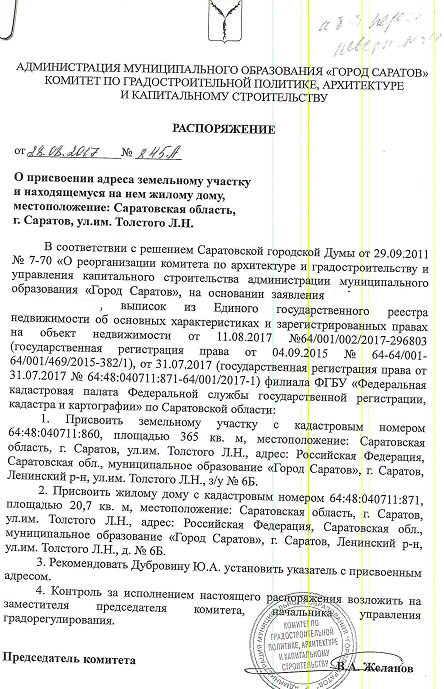 АДМИНИСТРАЦИЯ МУНИЦИПАЛЬНОГО ОБРАЗОВАНИЯ «ГОРОД САРАТОВ»
КОМИТЕТ ПО ГРАДОСТРОИТЕЛЬНОЙ ПОЛИТИКЕ, АРХИТЕКТУРЕ
И КАПИТАЛЬНОМУ СТРОИТЕЛЬСТВУ
РАСПОРЯЖЕНИЕ
от 28.08.2017 № 245А
О присвоении адреса земельному участку
и находящемуся на нем жилому дому,
местоположение: Саратовская область,
г. Саратов, ул.им. Толстого Л.Н.
В соответствии с решением Саратовской городской Думы от 29.09.2011
№ 7-70 «О реорганизации комитета по архитектуре и градостроительству и
управления капитального строительства администрации муниципального
образования «Город Саратов», на основании заявления
, выписок из Единого государственного реестра
недвижимости об основных характеристиках и зарегистрированных правах
на объект недвижимости от 11.08.2017 №64/001/002/2017-296803
(государственная регистрация права от 04.09.2015 № 64-64/001-
64/001/469/2015-382/1), от 31.07.2017 (государственная регистрация права от
31.07.2017 № 64:48:040711:871-64/001/2017-1) филиала ФГБУ «Федеральная
кадастровая палата Федеральной службы государственной регистрации,
кадастра и картографии» по Саратовской области:
1. Присвоить земельному участку с кадастровым номером
64:48:040711:860, площадью 365 кв. м, местоположение: Саратовская
область, г. Саратов, ул.им. Толстого Л.Н., адрес: Российская Федерация,
Саратовская обл., муниципальное образование «Город Саратов», г. Саратов,
Ленинский р-н, ул.им. Толстого Л.Н., з/у № 6Б.
2. Присвоить жилому дому с кадастровым номером 64:48:040711:871,
площадью 20,7 кв. м, местоположение: Саратовская область, г. Саратов,
ул.им. Толстого Л.Н., адрес: Российская Федерация, Саратовская обл.,
муниципальное образование «Город Саратов», г. Саратов, Ленинский р-н,
ул.им. Толстого Л.Н., д. № 6Б.
3. Рекомендовать Дубровину Ю.А. установить указатель с присвоенным
адресом.
4. Контроль за исполнением настоящего распоряжения возложить на
заместителя председателя комитета, начальника управления
градорегулирования.
КОМИТЕТ ПО
ГРАДОСТРОИТЕЛЬНОЙ
ПОЛИТИКЕ, АРХИТЕКТУРЕ
И КАПИТАЛЬНОМУ
СТРОИТЕЛЬСТВУ
Председатель комитета В.А. Желанов